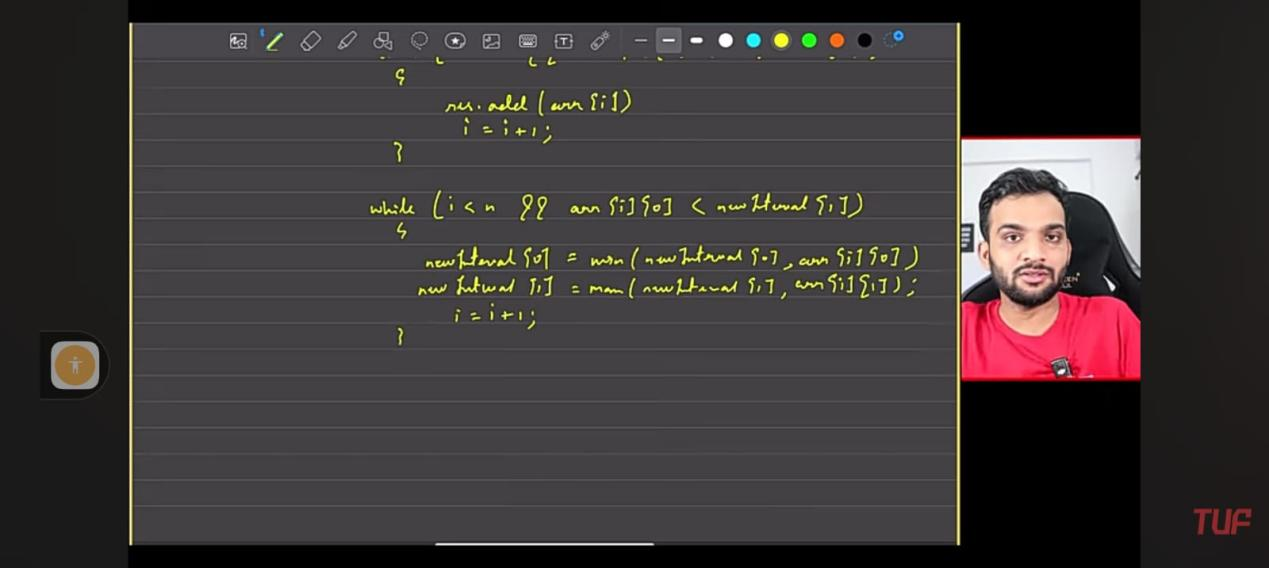 {
res.add(arr[i])
i = i+1;
}
while (i < n && arr[i][0] < newInterval[1])
{
newInterval[0] = min(newInterval[0], arr[i][0])
newInterval[1] = max(newInterval[1], arr[i][1]);
i = i+1;
}
TUF